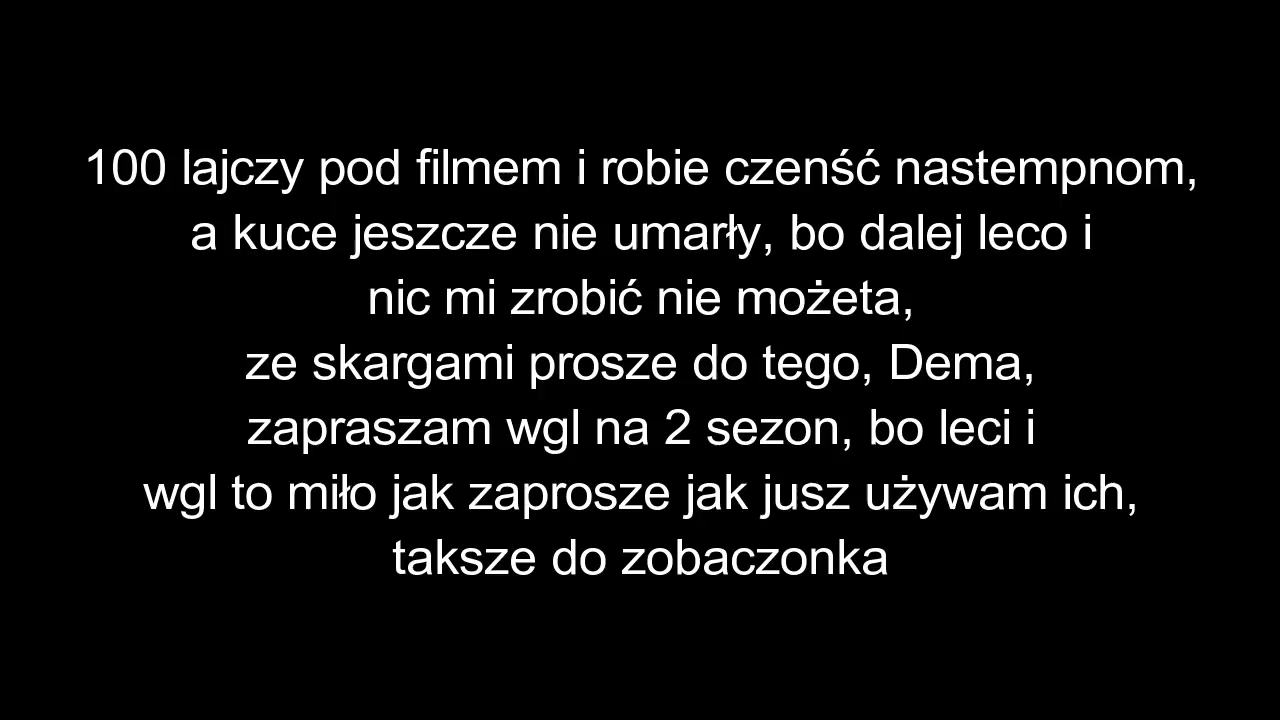 100 lajczy pod filmem i robie czenść nastempnom,
a kuce jeszcze nie umarły, bo dalej leco i
nic mi zrobić nie możeta,
ze skargami prosze do tego, Dema,
zapraszam wgl na 2 sezon, bo leci i
wgl to miło jak zaprosze jak jusz używam ich,
taksze do zobaczonka